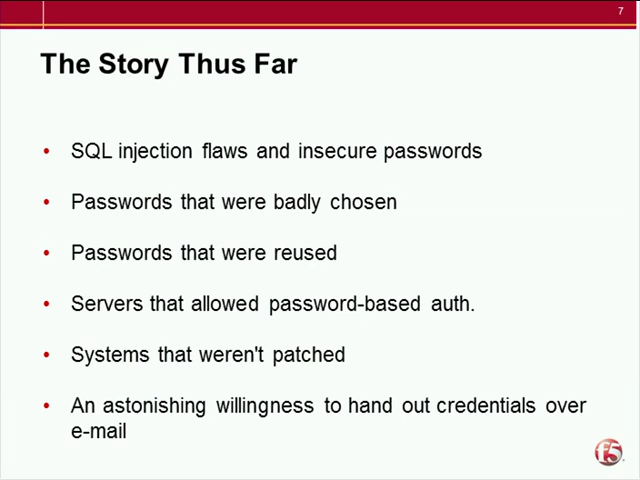 7
The Story Thus Far
• SQL injection flaws and insecure passwords
• Passwords that were badly chosen
• Passwords that were reused
• Servers that allowed password-based auth.
• Systems that weren't patched
• An astonishing willingness to hand out credentials over
e-mail
f5